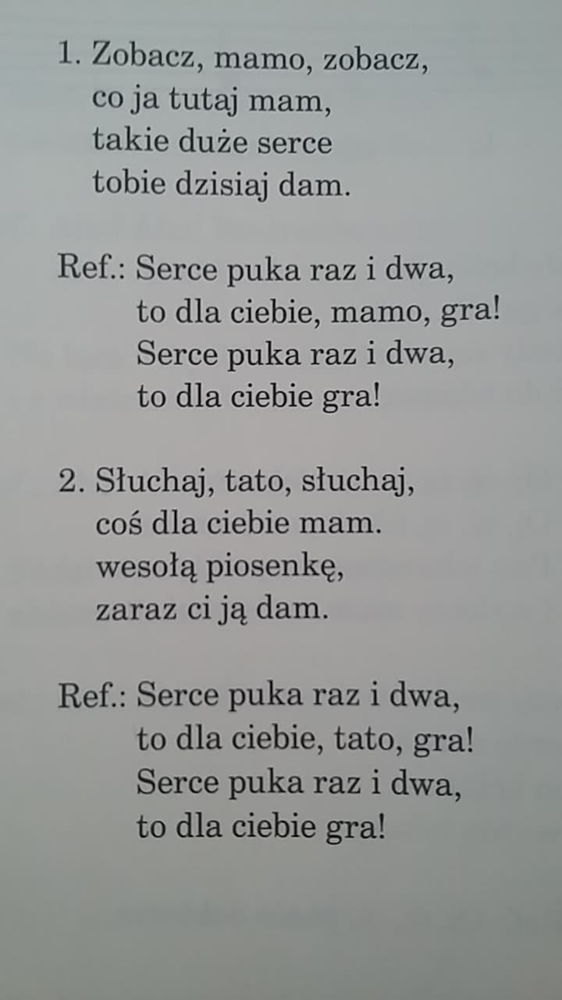 1. Zobacz, mamo, zobacz,
co ja tutaj mam,
takie duże serce
tobie dzisiaj dam.
Ref.: Serce puka raz i dwa,
to dla ciebie, mamo, gra!
Serce puka raz i dwa,
to dla ciebie gra!
2. Słuchaj, tato, słuchaj,
coś dla ciebie mam.
wesołą piosenkę,
zaraz ci ją dam.
Ref.: Serce puka raz i dwa,
to dla ciebie, tato, gra!
Serce puka raz i dwa,
to dla ciebie gra!